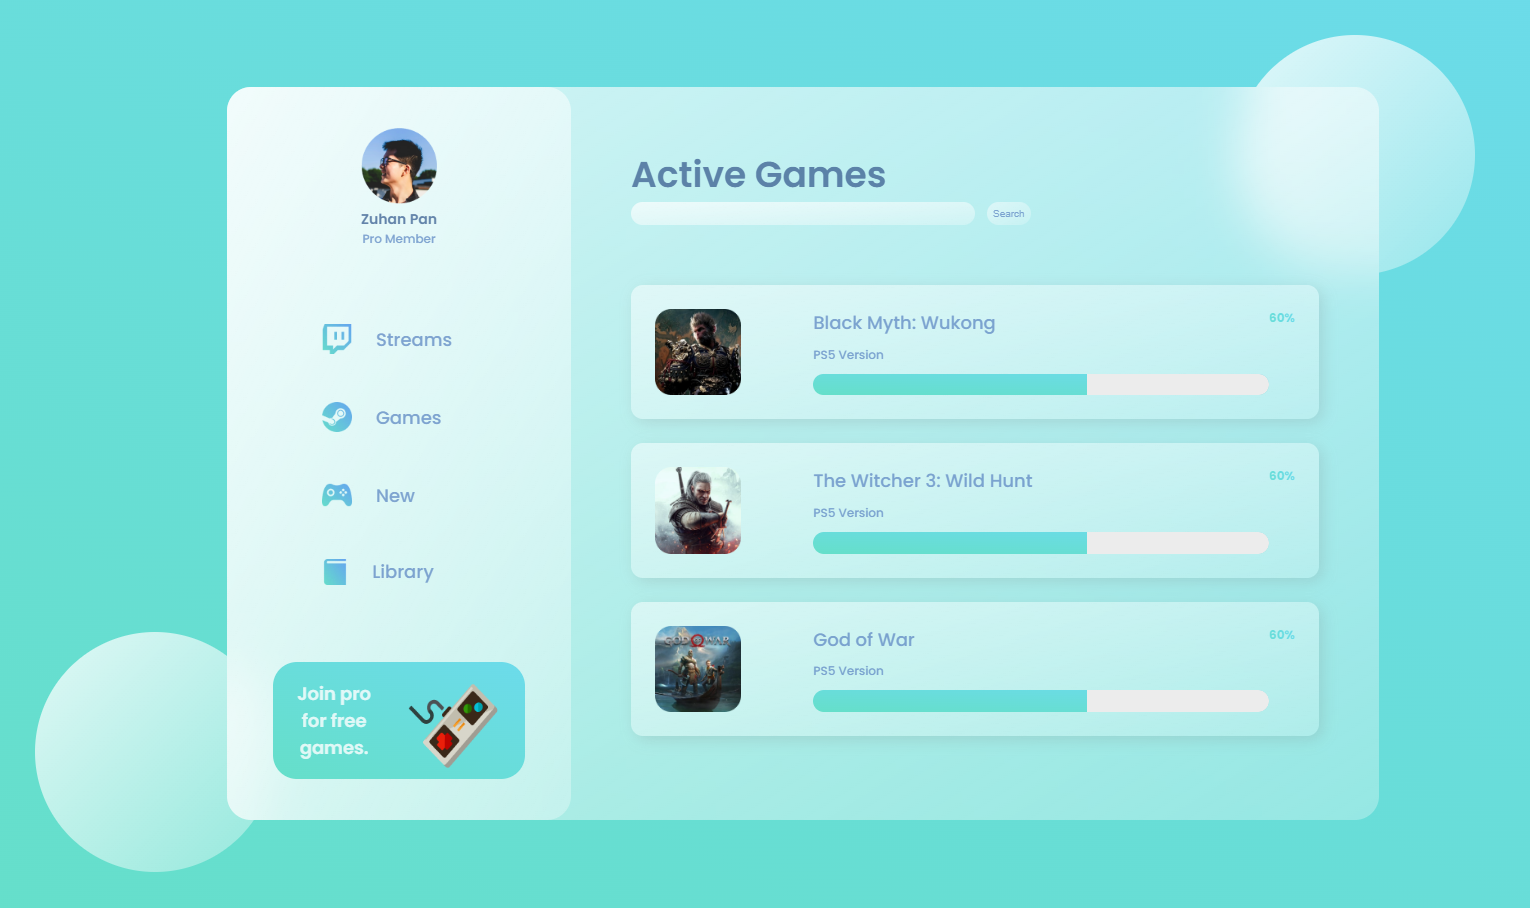 Zuhan Pan
Pro Member
Streams
Games
New
Library
Join pro
for free
games.
Active Games
Search
Black Myth: Wukong
60%
PS5 Version
The Witcher 3: Wild Hunt
60%
PS5 Version
GOD OF WAR
God of War
60%
PS5 Version